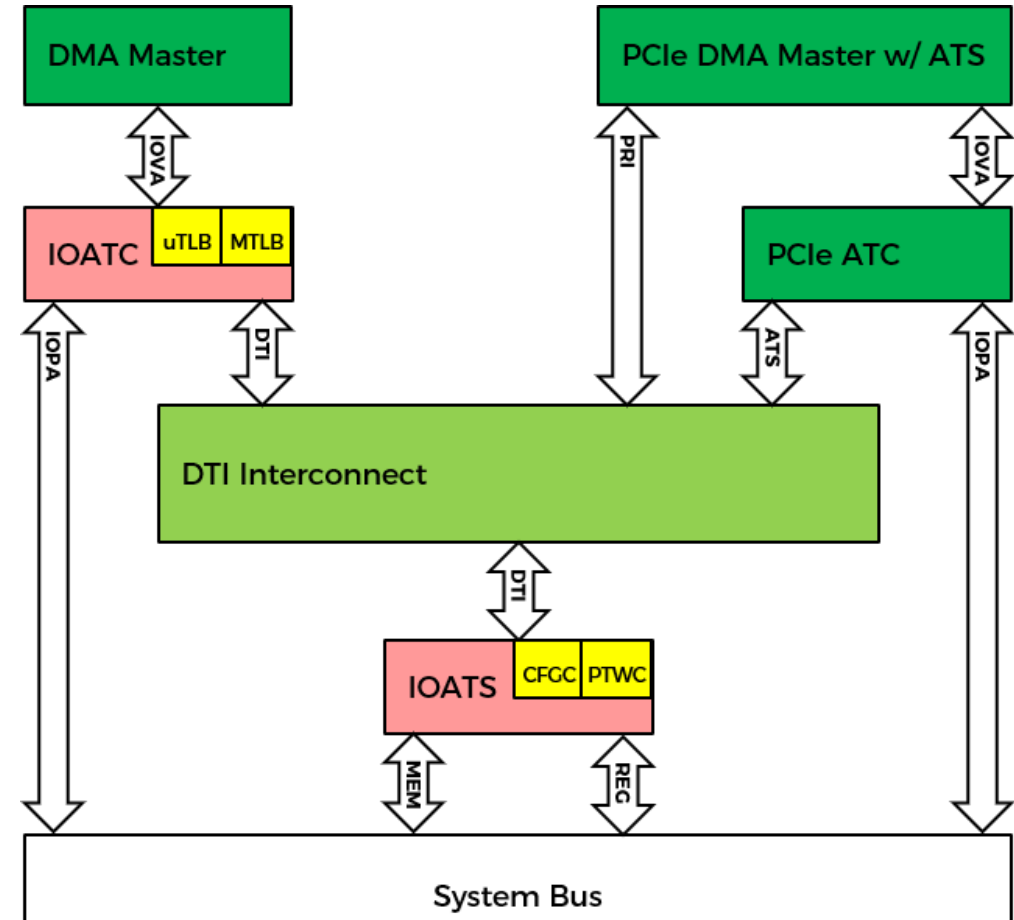 DMA Master
PCIe DMA Master w/ ATS
IOVA
PRI
IOVA
IOATC
uTLB
MTLB
PCIe ATC
IOPA
DTI
ATS
IOPA
DTI Interconnect
DTI
IOATS
CFGC
PTWC
MEM
REG
System Bus